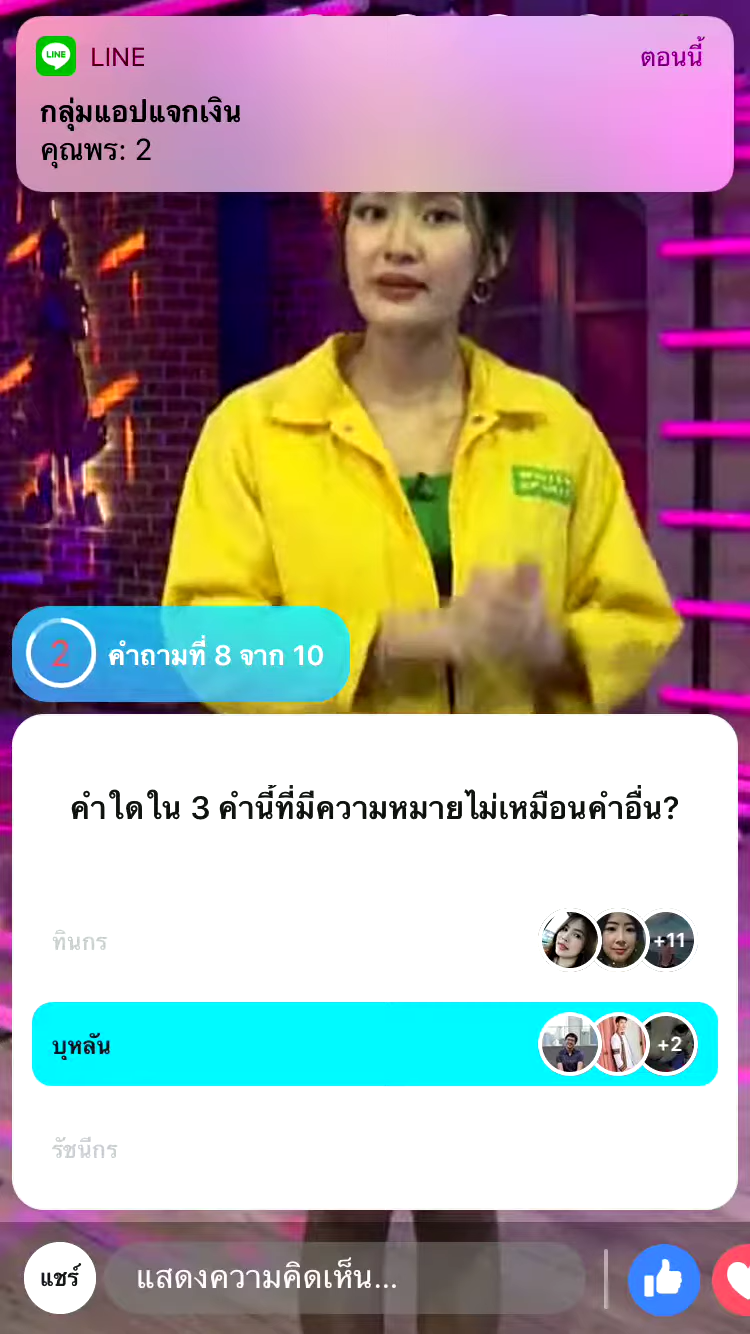 LINE
LINE
ตอนนี้
กลุ่มแอปแจกเงิน
คุณพร: 2
2
คำถามที่ 8 จาก 10
คำใดใน 3 คำนี้ที่มีความหมายไม่เหมือนคำอื่น?
ทินกร
+11
บุหลัน
+2
รัชนีกร
แชร์
แสดงความคิดเห็น...